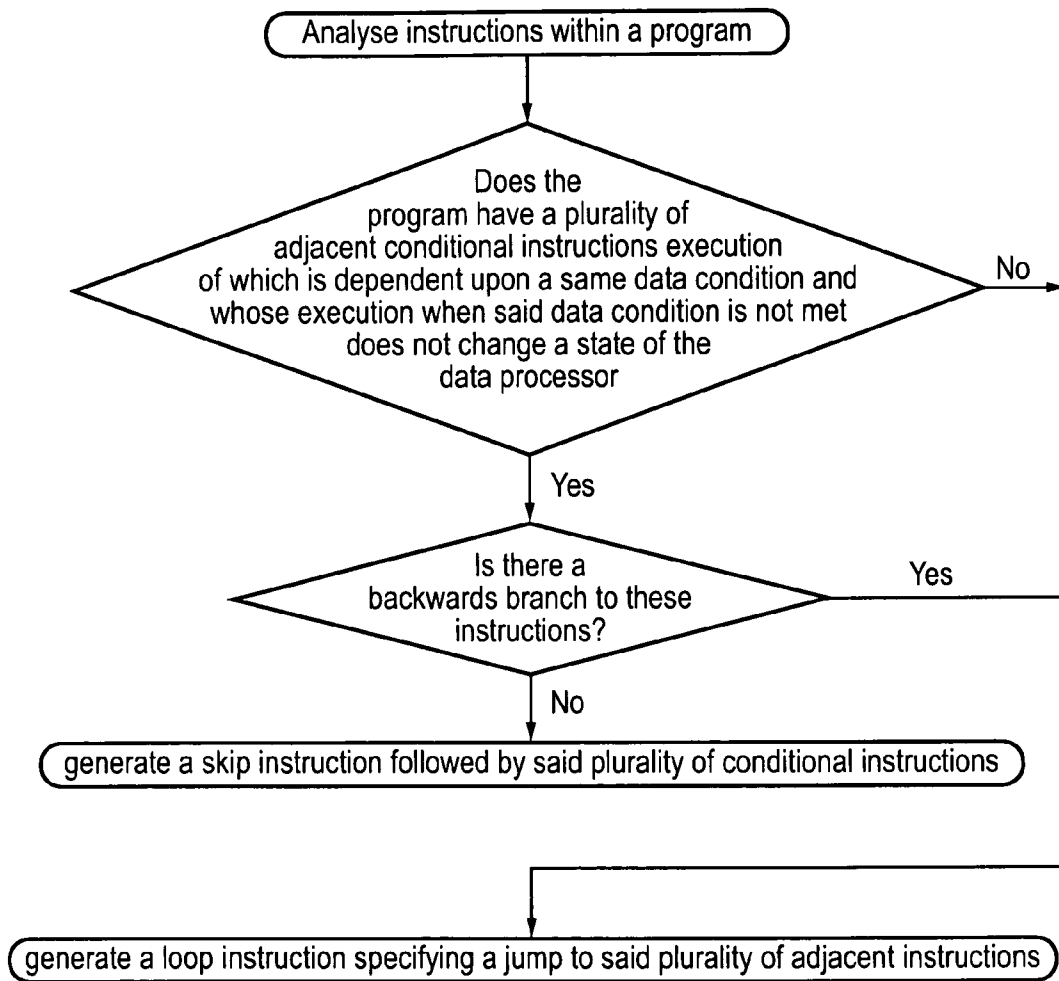 Analyse instructions within a program
Does the
program have a plurality of
adjacent conditional instructions execution
of which is dependent upon a same data condition and
whose execution when said data condition is not met
does not change a state of the
data processor
No
Yes
Is there a
backwards branch to these
instructions?
Yes
No
generate a skip instruction followed by said plurality of conditional instructions
generate a loop instruction specifying a jump to said plurality of adjacent instructions